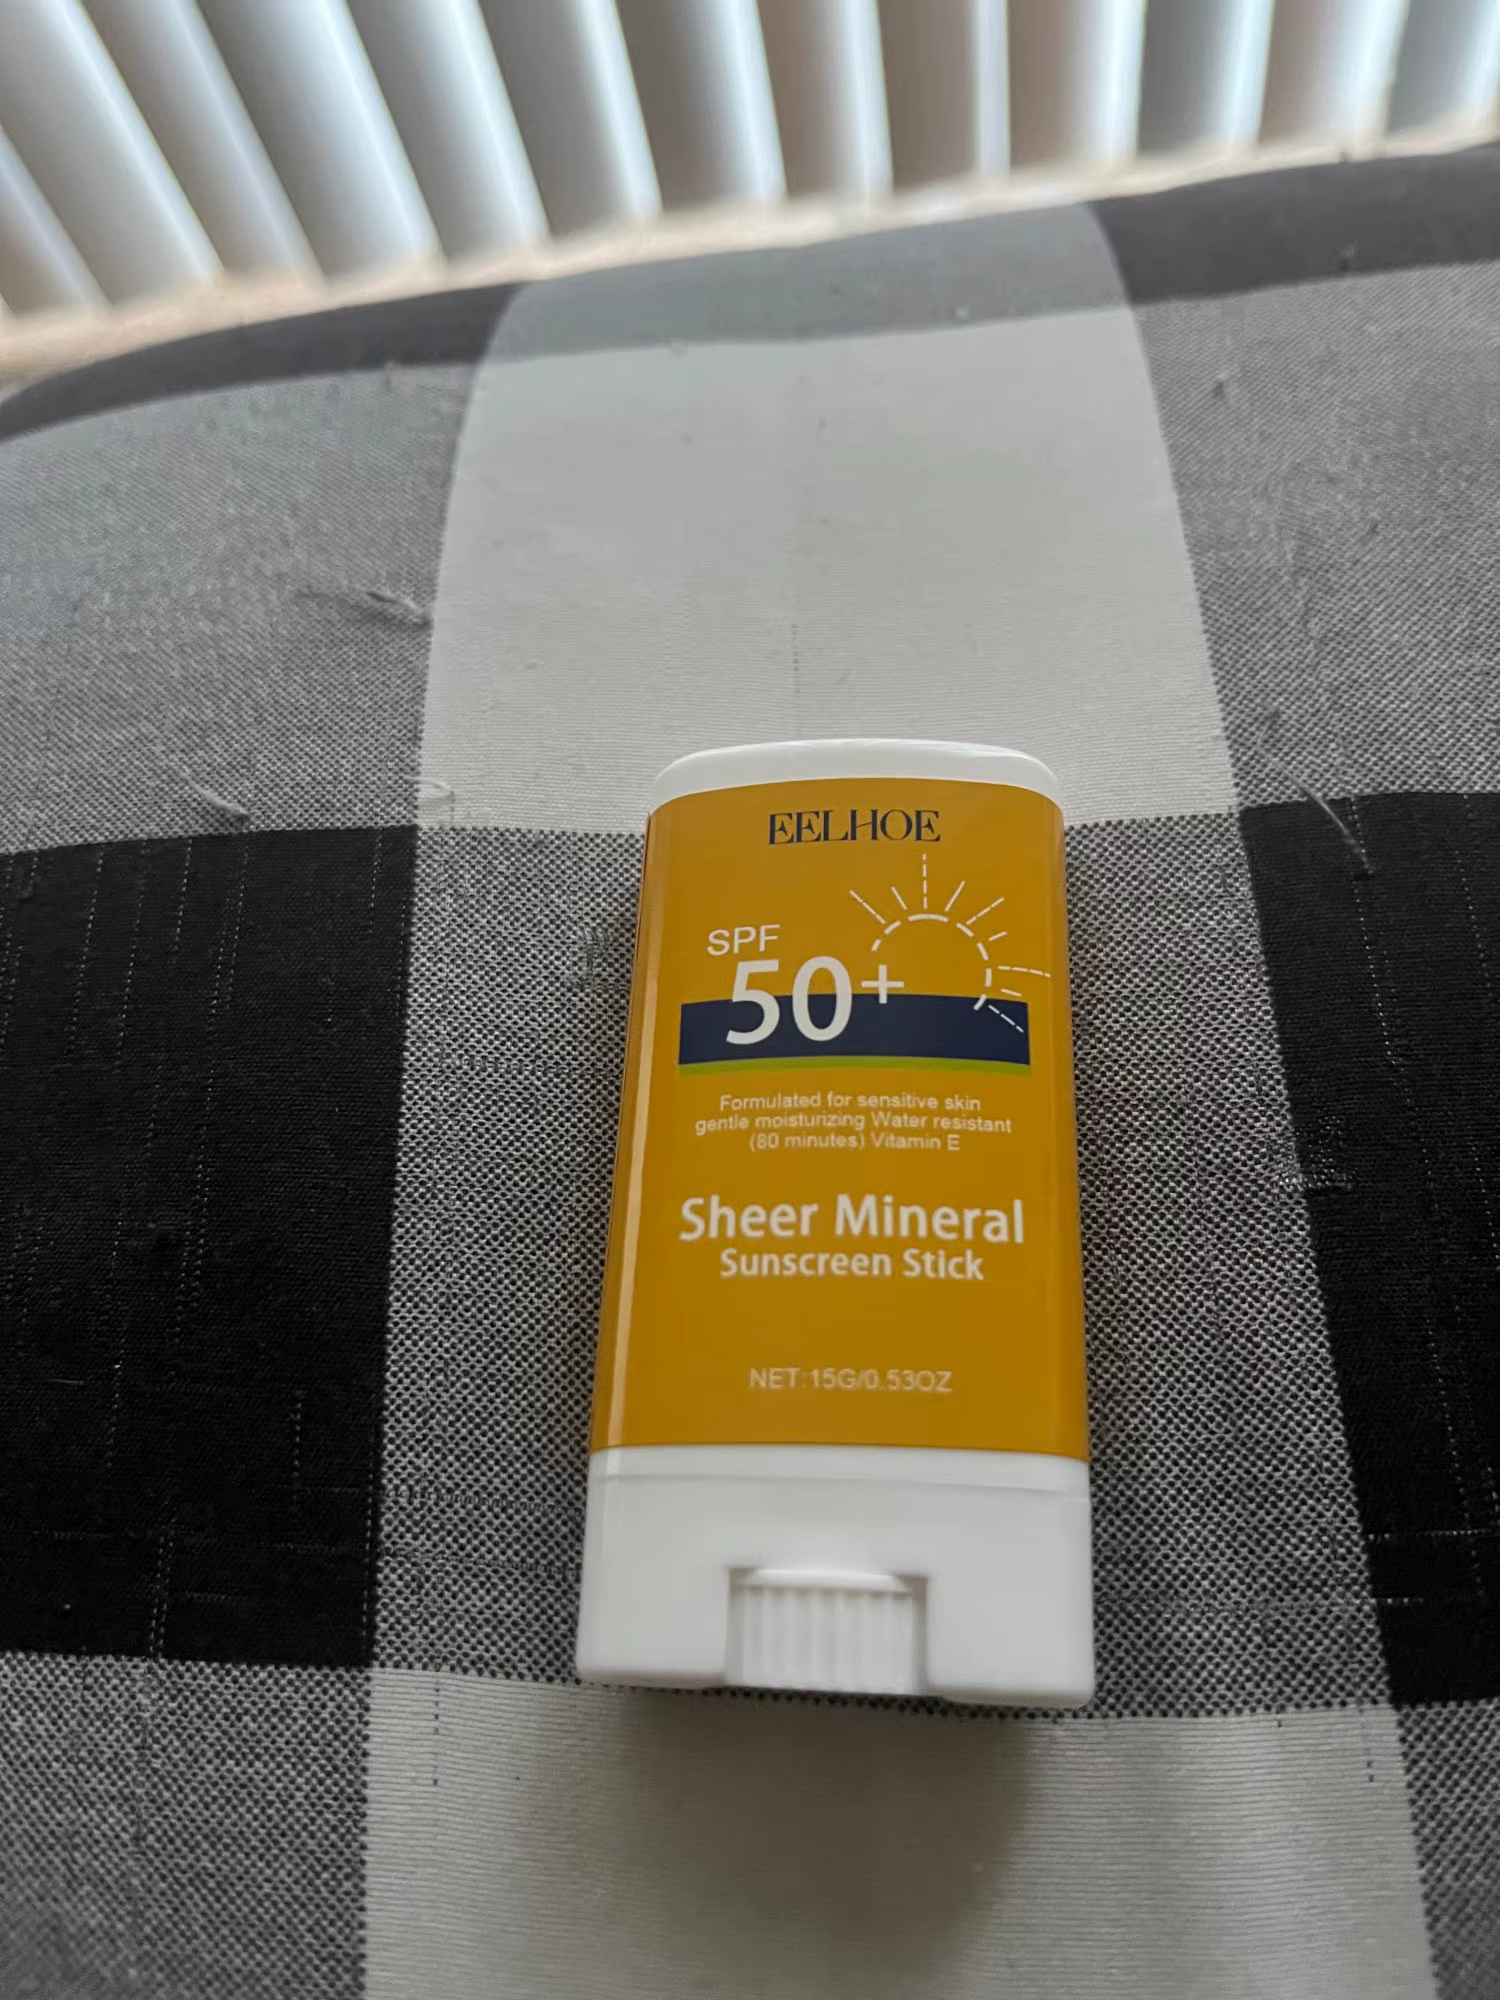 EELHOE
SPF
50+
Formulated for sensitive skin
gentle moisturizing Water resistant
(80 minutes) Vitamin E
Sheer Mineral
Sunscreen Stick
NET:15G/0.53OZ